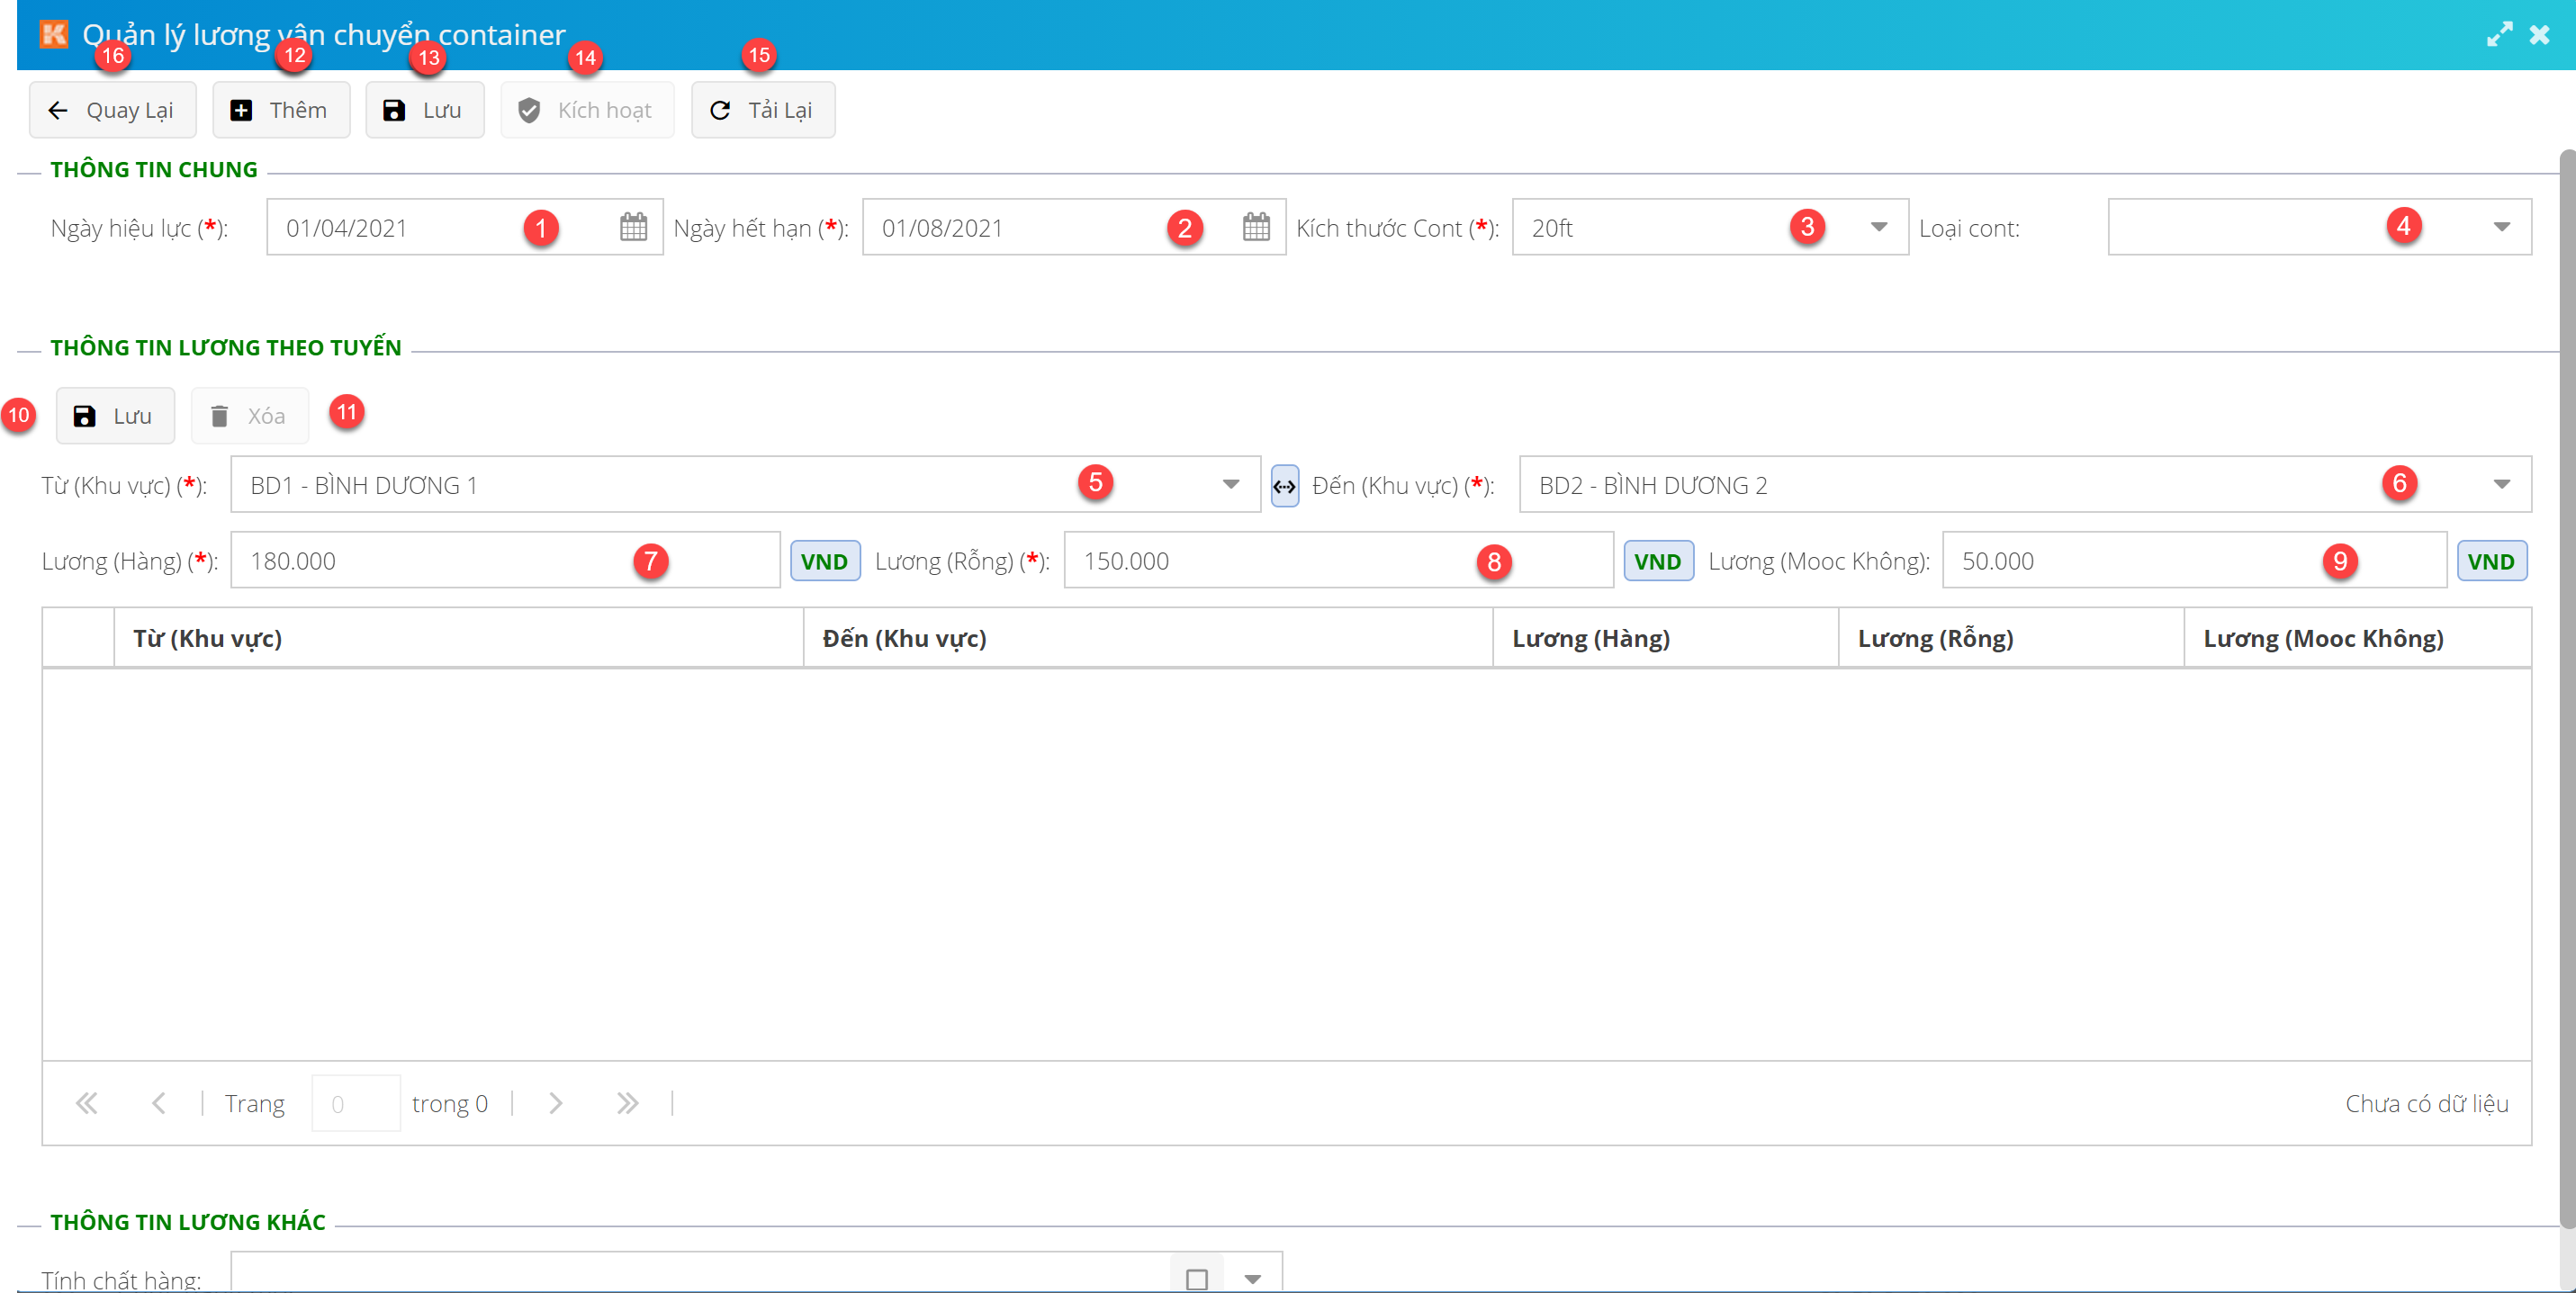 K Quản lý lương vận chuyển container
16 12 13 14 15
Quay Lại Thêm Lưu Kích hoạt Tải Lại
THÔNG TIN CHUNG
Ngày hiệu lực (*): 01/04/2021 1 Ngày hết hạn (*): 01/08/2021 2 Kích thước Cont (*): 20ft 3 Loại cont: 4
THÔNG TIN LƯƠNG THEO TUYẾN
10 Lưu Xóa 11
Từ (Khu vực) (*): BD1 - BÌNH DƯƠNG 1 5 Đến (Khu vực) (*): BD2 - BÌNH DƯƠNG 2 6
Lương (Hàng) (*): 180.000 7 VND Lương (Rỗng) (*): 150.000 8 VND Lương (Mooc Không): 50.000 9 VND
Từ (Khu vực) Đến (Khu vực) Lương (Hàng) Lương (Rỗng) Lương (Mooc Không)
Trang 0 trong 0 Chưa có dữ liệu
THÔNG TIN LƯƠNG KHÁC
Tính chất hàng: